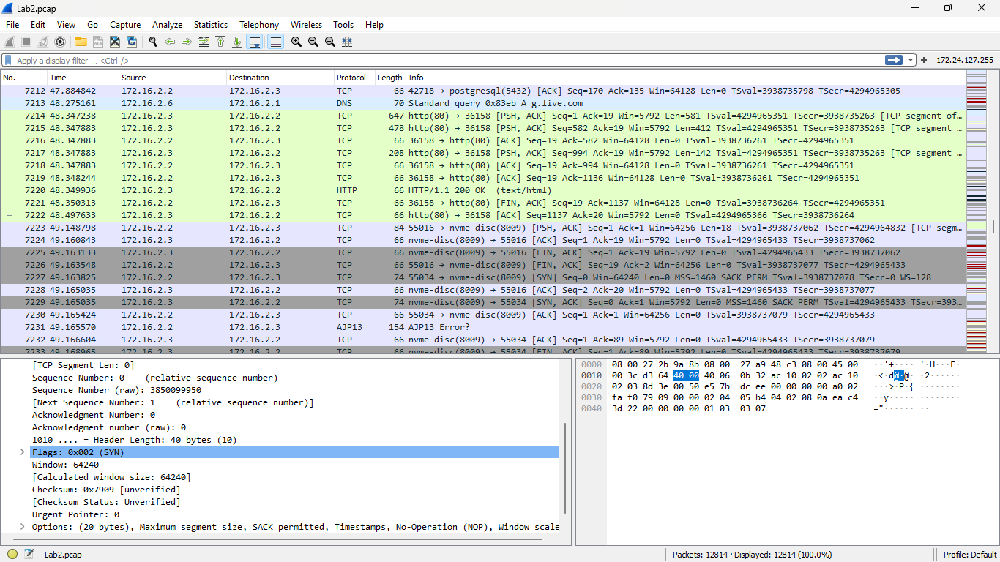 Lab2.pcap
File Edit View Go Capture Analyze Statistics Telephony Wireless Tools Help
Apply a display filter ... <Ctrl-/>
172.24.127.255
No. Time Source Destination Protocol Length Info
7212 47.884842 172.16.2.2 172.16.2.3 TCP 66 42718 → postgresql(5432) [ACK] Seq=170 Ack=135 Win=64128 Len=0 TSval=3938735798 TSecr=4294965305
7213 48.275161 172.16.2.6 172.16.2.1 DNS 70 Standard query 0x83eb A g.live.com
7214 48.347238 172.16.2.3 172.16.2.2 TCP 647 http(80) → 36158 [PSH, ACK] Seq=1 Ack=19 Win=5792 Len=581 TSval=4294965351 TSecr=3938735263 [TCP segment of…
7215 48.347883 172.16.2.3 172.16.2.2 TCP 478 http(80) → 36158 [PSH, ACK] Seq=582 Ack=19 Win=5792 Len=412 TSval=4294965351 TSecr=3938735263 [TCP segment …
7216 48.347883 172.16.2.2 172.16.2.3 TCP 66 36158 → http(80) [ACK] Seq=19 Ack=582 Win=64128 Len=0 TSval=3938736261 TSecr=4294965351
7217 48.347883 172.16.2.3 172.16.2.2 TCP 208 http(80) → 36158 [PSH, ACK] Seq=994 Ack=19 Win=5792 Len=142 TSval=4294965351 TSecr=3938735263 [TCP segment …
7218 48.347883 172.16.2.2 172.16.2.3 TCP 66 36158 → http(80) [ACK] Seq=19 Ack=994 Win=64128 Len=0 TSval=3938736261 TSecr=4294965351
7219 48.348244 172.16.2.2 172.16.2.3 TCP 66 36158 → http(80) [ACK] Seq=19 Ack=1136 Win=64128 Len=0 TSval=3938736261 TSecr=4294965351
7220 48.349936 172.16.2.3 172.16.2.2 HTTP 66 HTTP/1.1 200 OK (text/html)
7221 48.350313 172.16.2.2 172.16.2.3 TCP 66 36158 → http(80) [FIN, ACK] Seq=19 Ack=1137 Win=64128 Len=0 TSval=3938736264 TSecr=4294965351
7222 48.497633 172.16.2.3 172.16.2.2 TCP 66 http(80) → 36158 [ACK] Seq=1137 Ack=20 Win=5792 Len=0 TSval=4294965366 TSecr=3938736264
7223 49.148798 172.16.2.2 172.16.2.3 TCP 84 55016 → nvme-disc(8009) [PSH, ACK] Seq=1 Ack=1 Win=64256 Len=18 TSval=3938737062 TSecr=4294964832 [TCP segm…
7224 49.160843 172.16.2.3 172.16.2.2 TCP 66 nvme-disc(8009) → 55016 [ACK] Seq=1 Ack=19 Win=5792 Len=0 TSval=4294965433 TSecr=3938737062
7225 49.163133 172.16.2.3 172.16.2.2 TCP 66 nvme-disc(8009) → 55016 [FIN, ACK] Seq=1 Ack=19 Win=5792 Len=0 TSval=4294965433 TSecr=3938737062
7226 49.163548 172.16.2.2 172.16.2.3 TCP 66 55016 → nvme-disc(8009) [FIN, ACK] Seq=19 Ack=2 Win=64256 Len=0 TSval=3938737077 TSecr=4294965433
7227 49.163825 172.16.2.2 172.16.2.3 TCP 74 55034 → nvme-disc(8009) [SYN] Seq=0 Win=64240 Len=0 MSS=1460 SACK_PERM TSval=3938737078 TSecr=0 WS=128
7228 49.165035 172.16.2.3 172.16.2.2 TCP 66 nvme-disc(8009) → 55016 [ACK] Seq=2 Ack=20 Win=5792 Len=0 TSval=4294965433 TSecr=3938737077
7229 49.165035 172.16.2.3 172.16.2.2 TCP 74 nvme-disc(8009) → 55034 [SYN, ACK] Seq=0 Ack=1 Win=5792 Len=0 MSS=1460 SACK_PERM TSval=4294965433 TSecr=393…
7230 49.165424 172.16.2.2 172.16.2.3 TCP 66 55034 → nvme-disc(8009) [ACK] Seq=1 Ack=1 Win=64256 Len=0 TSval=3938737079 TSecr=4294965433
7231 49.165570 172.16.2.2 172.16.2.3 AJP13 154 AJP13 Error?
7232 49.166604 172.16.2.3 172.16.2.2 TCP 66 nvme-disc(8009) → 55034 [ACK] Seq=1 Ack=89 Win=5792 Len=0 TSval=4294965433 TSecr=3938737079
7233 49.168965 172.16.2.3 172.16.2.2 TCP 66 nvme-disc(8009) → 55034 [FIN, ACK] Seq=1 Ack=89 Win=5792 Len=0 TSval=4294965433 TSecr=3938737079
[TCP Segment Len: 0]
Sequence Number: 0 (relative sequence number)
Sequence Number (raw): 3850099950
[Next Sequence Number: 1 (relative sequence number)]
Acknowledgment Number: 0
Acknowledgment number (raw): 0
1010 .... = Header Length: 40 bytes (10)
Flags: 0x002 (SYN)
Window: 64240
[Calculated window size: 64240]
Checksum: 0x7909 [unverified]
[Checksum Status: Unverified]
Urgent Pointer: 0
Options: (20 bytes), Maximum segment size, SACK permitted, Timestamps, No-Operation (NOP), Window scale
0000 08 00 27 2b 9a 8b 08 00 27 a9 48 c3 08 00 45 00 ··'+···· '·H···E·
0010 00 3c d3 64 40 00 40 06 0b 32 ac 10 02 02 ac 10 ·<·d@·@· ·2······
0020 02 03 8d 3e 00 50 e5 7b dc ee 00 00 00 00 a0 02 ···>·P·{ ········
0030 fa f0 79 09 00 00 02 04 05 b4 04 02 08 0a ea c4 ··y····· ········
0040 3d 22 00 00 00 00 01 03 03 07 ="······ ··
Lab2.pcap
Packets: 12814 · Displayed: 12814 (100.0%)
Profile: Default